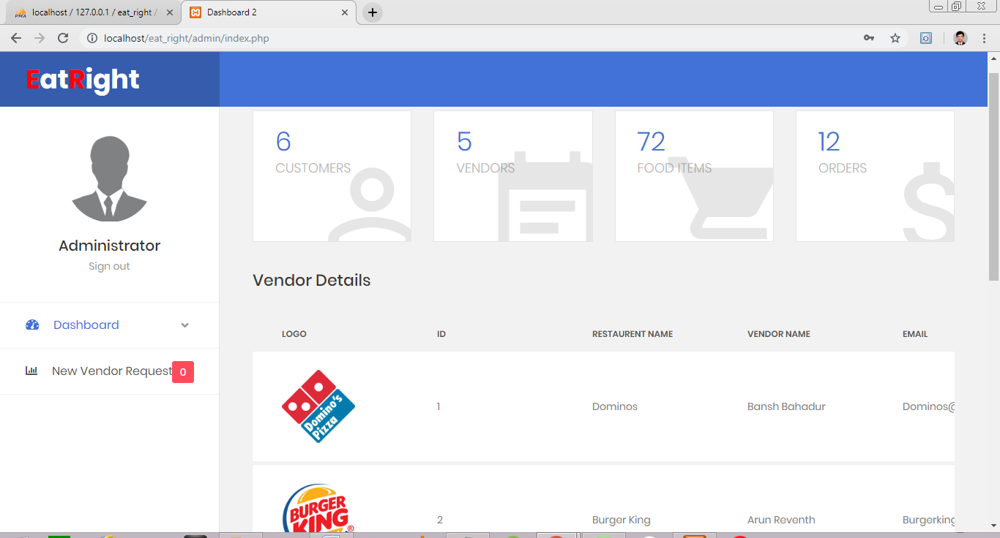 localhost / 127.0.0.1 / eat_right /
Dashboard 2
localhost/eat_right/admin/index.php
EatRight
Administrator
Sign out
Dashboard
New Vendor Request 0
6
CUSTOMERS
5
VENDORS
72
FOOD ITEMS
12
ORDERS
Vendor Details
LOGO ID RESTAURENT NAME VENDOR NAME EMAIL
Domino's
Pizza
1 Dominos Bansh Bahadur Dominos@
BURGER
KING
2 Burger King Arun Reventh Burgerking